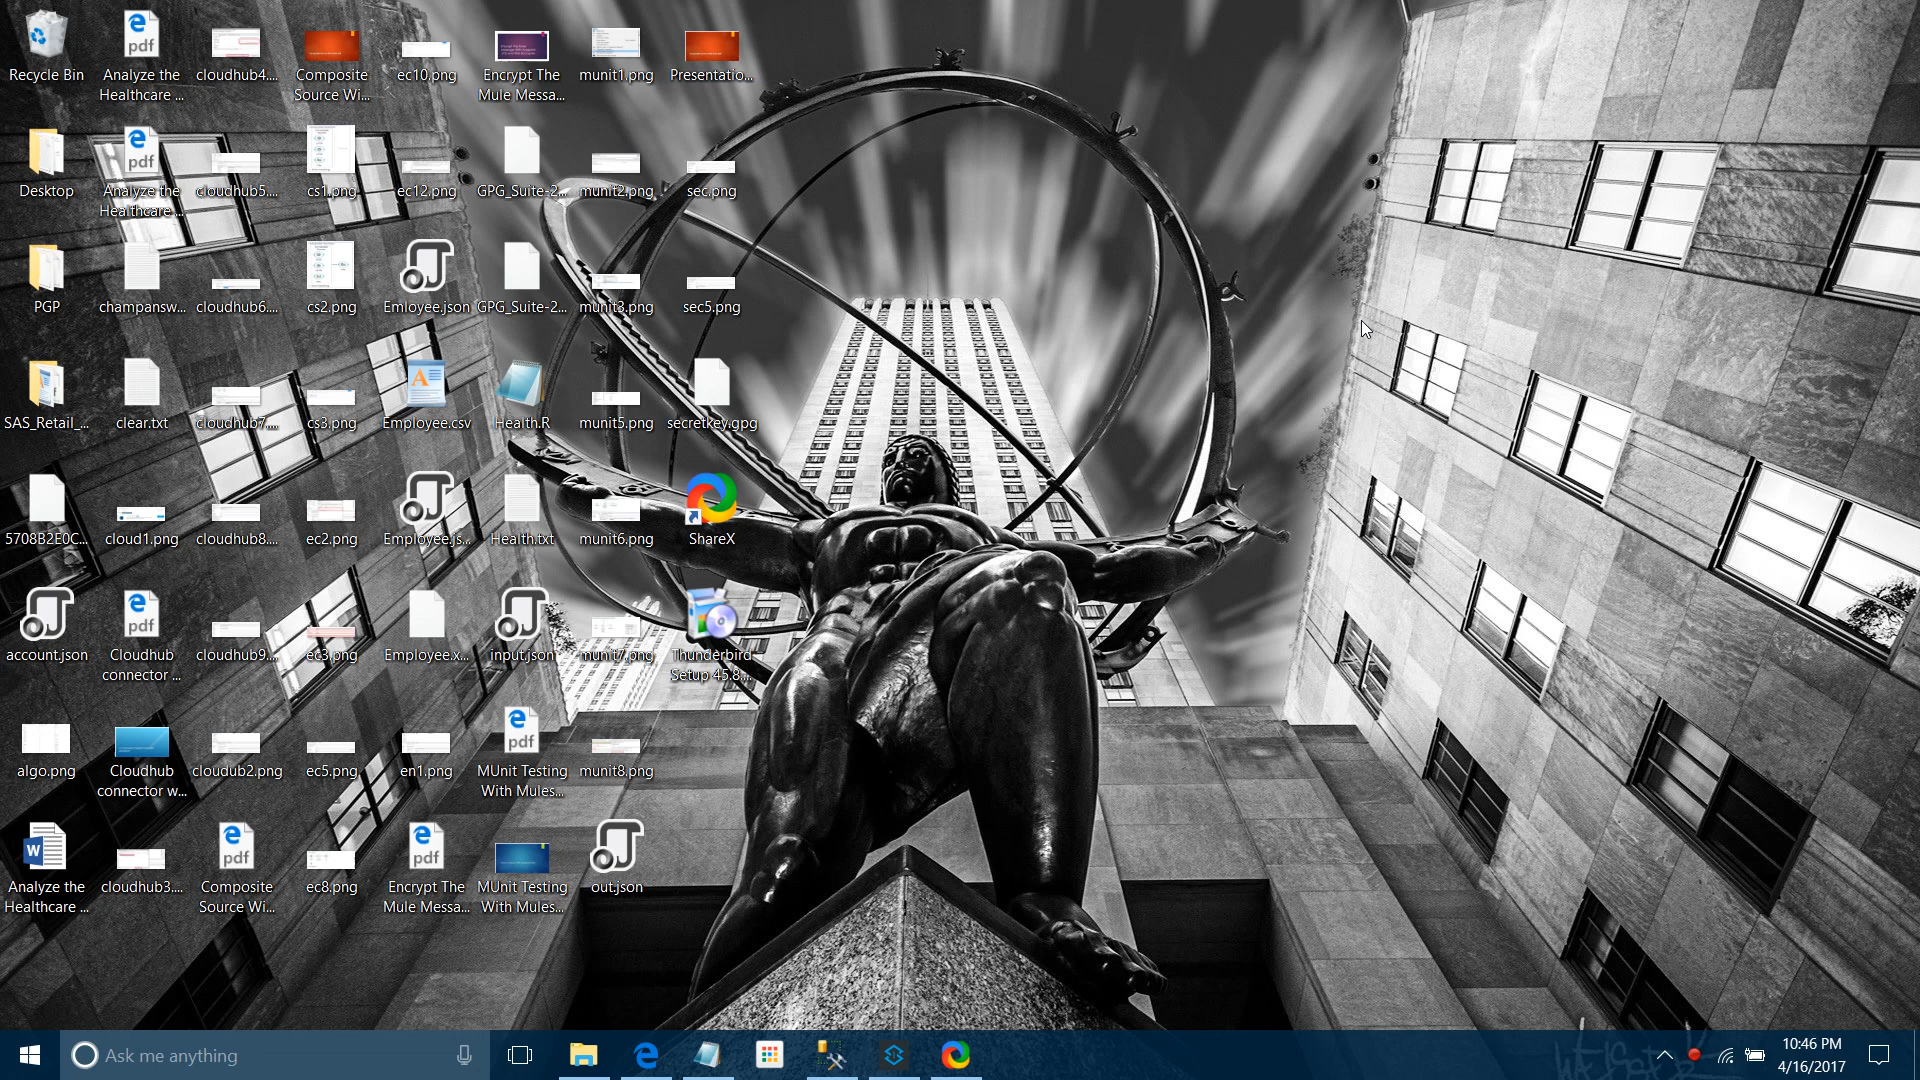 Recycle Bin
Analyze the
Healthcare ...
cloudhub4....
Composite
Source Wi...
ec10.png
Encrypt The
Mule Messa...
munit1.png
Presentatio...
Desktop
Analyze the
Healthcare ...
cloudhub5....
cs1.png
ec12.png
GPG_Suite-2...
munit2.png
sec.png
PGP
champansw...
cloudhub6....
cs2.png
Emloyee.json
GPG_Suite-2...
munit3.png
sec5.png
SAS_Retail_...
clear.txt
cloudhub7....
cs3.png
Employee.csv
Health.R
munit5.png
secretkey.gpg
5708B2E0C...
cloud1.png
cloudhub8....
ec2.png
Employee.js...
Health.txt
munit6.png
ShareX
account.json
Cloudhub
connector ...
cloudhub9....
ec3.png
Employee.x...
input.json
munit7.png
Thunderbird
Setup 45.8....
algo.png
Cloudhub
connector w...
cloudub2.png
ec5.png
en1.png
MUnit Testing
With Mules...
munit8.png
Analyze the
Healthcare ...
cloudhub3....
Composite
Source Wi...
ec8.png
Encrypt The
Mule Messa...
MUnit Testing
With Mules...
out.json
Ask me anything
10:46 PM
4/16/2017